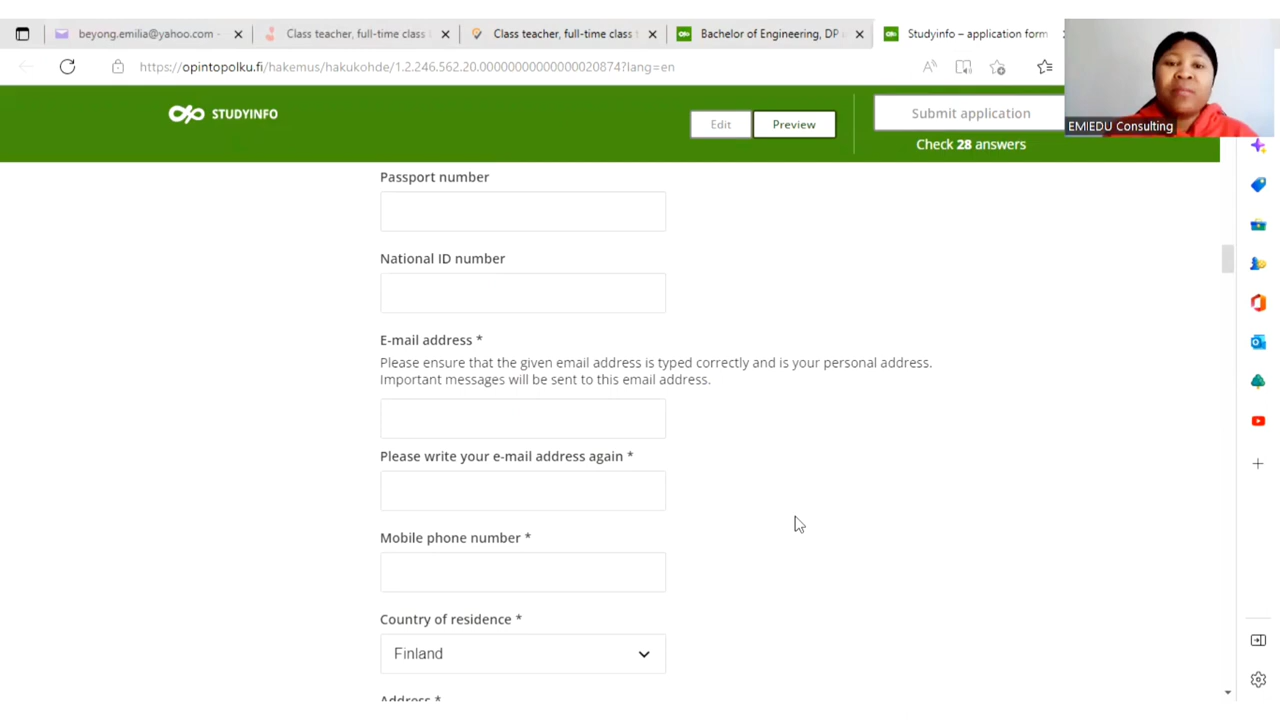 beyong.emilia@yahoo.com -
Class teacher, full-time class t
Class teacher, full-time class t
Bachelor of Engineering, DP i
Studyinfo – application form
https://opintopolku.fi/hakemus/hakukohde/1.2.246.562.20.00000000000000020874?lang=en
STUDYINFO
Edit
Preview
Submit application
Check 28 answers
EMIEDU Consulting
Passport number
National ID number
E-mail address *
Please ensure that the given email address is typed correctly and is your personal address.
Important messages will be sent to this email address.
Please write your e-mail address again *
Mobile phone number *
Country of residence *
Finland
Address *